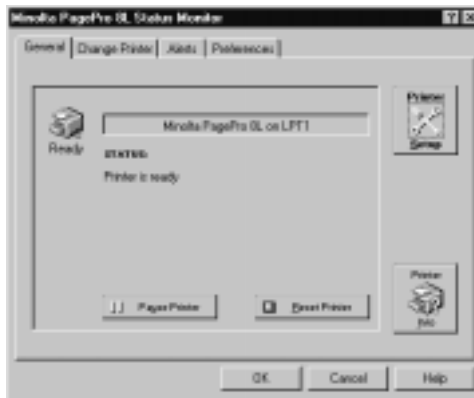 Minolta PagePro 8L Status Monitor
General
Change Printer
Alerts
Preferences
Ready
Minolta PagePro 8L on LPT1
STATUS:
Printer is ready
Pause Printer
Reset Printer
Printer
Setup
Printer
Info
OK
Cancel
Help